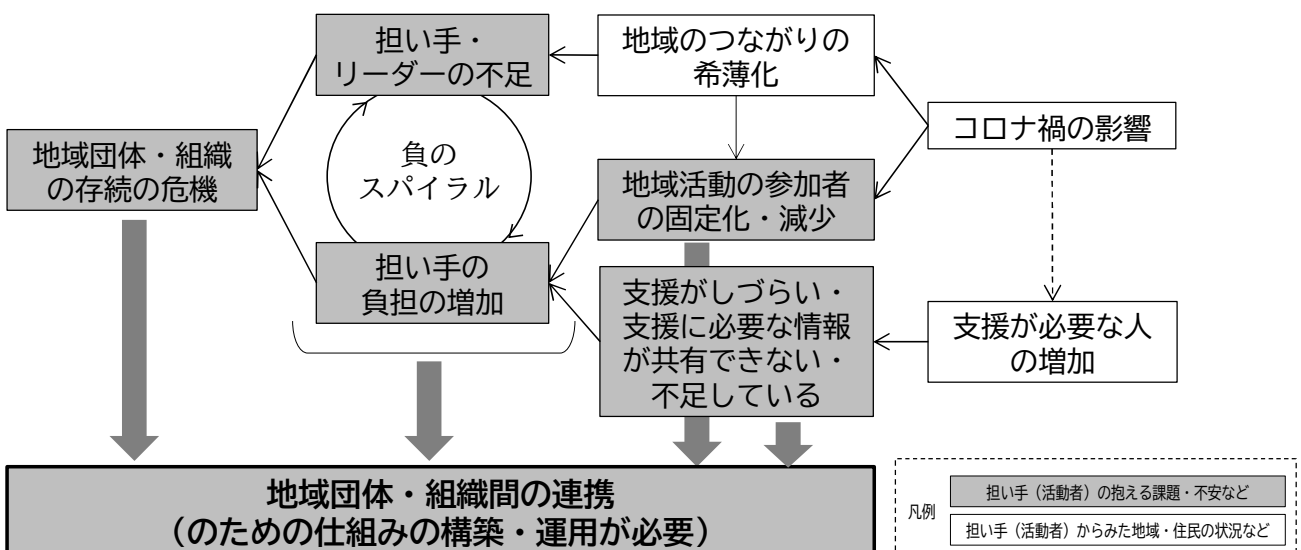 担い手・
リーダーの不足
地域のつながりの
希薄化
コロナ禍の影響
地域団体・組織
の存続の危機
負の
スパイラル
地域活動の参加者
の固定化・減少
担い手の
負担の増加
支援がしづらい・
支援に必要な情報
が共有できない・
不足している
支援が必要な人
の増加
地域団体・組織間の連携
（のための仕組みの構築・運用が必要）
凡例
担い手（活動者）の抱える課題・不安など
担い手（活動者）からみた地域・住民の状況など